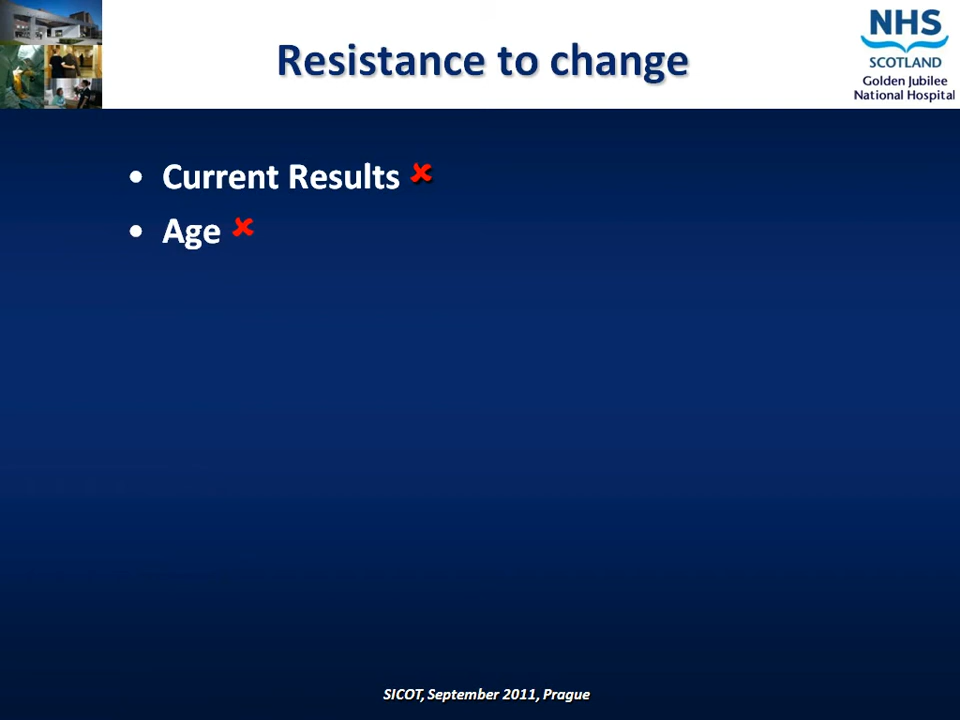 Resistance to change
NHS
SCOTLAND
Golden Jubilee
National Hospital
• Current Results ✘
• Age ✘
SICOT, September 2011, Prague